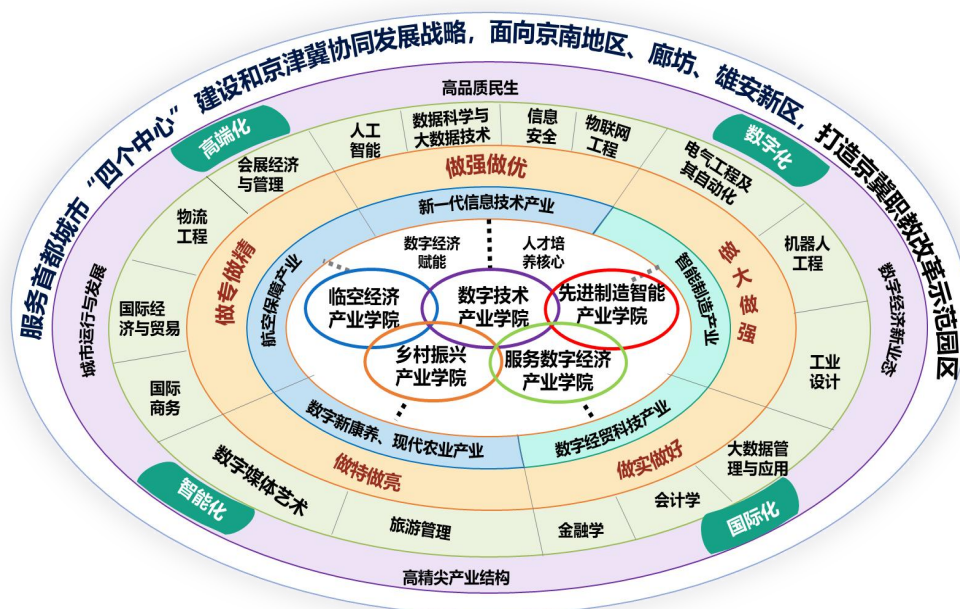 服务首都城市“四个中心”建设和京津冀协同发展战略，面向京南地区、廊坊、雄安新区，打造京冀职教改革示范园区
高品质民生
高端化
数字化
城市运行与发展
数字经济新业态
智能化
国际化
高精尖产业结构
会展经济
与管理
人工
智能
数据科学与
大数据技术
信息
安全
物联网
工程
电气工程及
其自动化
物流
工程
机器人
工程
国际经
济与贸易
工业
设计
国际
商务
大数据管
理与应用
数字媒体艺术
旅游管理
金融学
会计学
做强做优
做专做精
做大做强
做特做亮
做实做好
新一代信息技术产业
航空保障产业
智能制造产业
数字新康养、现代农业产业
数字经贸科技产业
数字经济
赋能
人才培
养核心
临空经济
产业学院
数字技术
产业学院
先进制造智能
产业学院
乡村振兴
产业学院
服务数字经济
产业学院